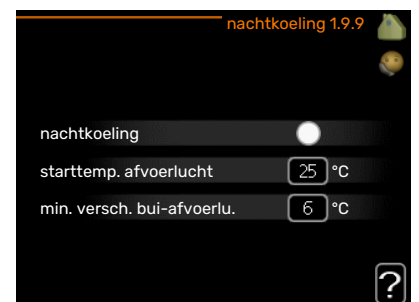 nachtkoeling 1.9.9
nachtkoeling
starttemp. afvoerlucht 25 °C
min. versch. bui-afvoerlu. 6 °C
?